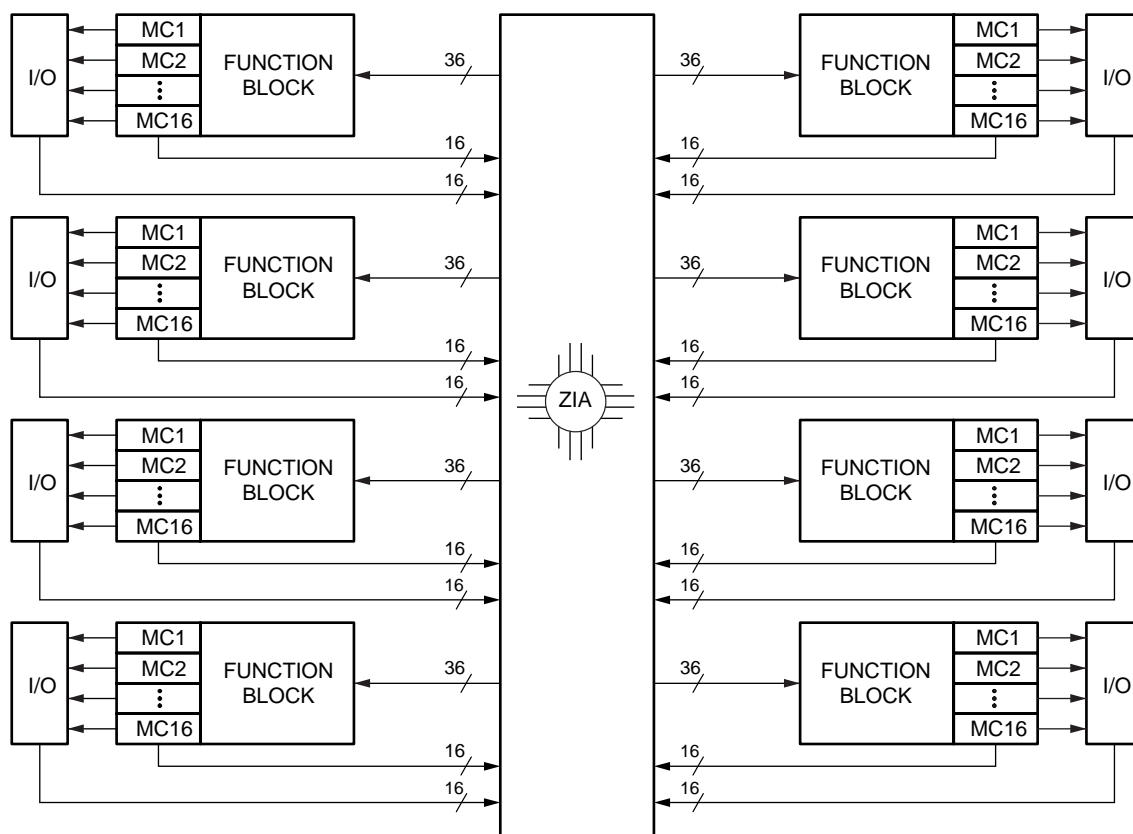 MC1
MC2
MC16
I/O
FUNCTION
BLOCK
36
16
16
36
FUNCTION
BLOCK
MC1
MC2
MC16
I/O
16
16
MC1
MC2
MC16
I/O
FUNCTION
BLOCK
36
16
16
36
FUNCTION
BLOCK
MC1
MC2
MC16
I/O
16
16
ZIA
MC1
MC2
MC16
I/O
FUNCTION
BLOCK
36
16
16
36
FUNCTION
BLOCK
MC1
MC2
MC16
I/O
16
16
MC1
MC2
MC16
I/O
FUNCTION
BLOCK
36
16
16
36
FUNCTION
BLOCK
MC1
MC2
MC16
I/O
16
16